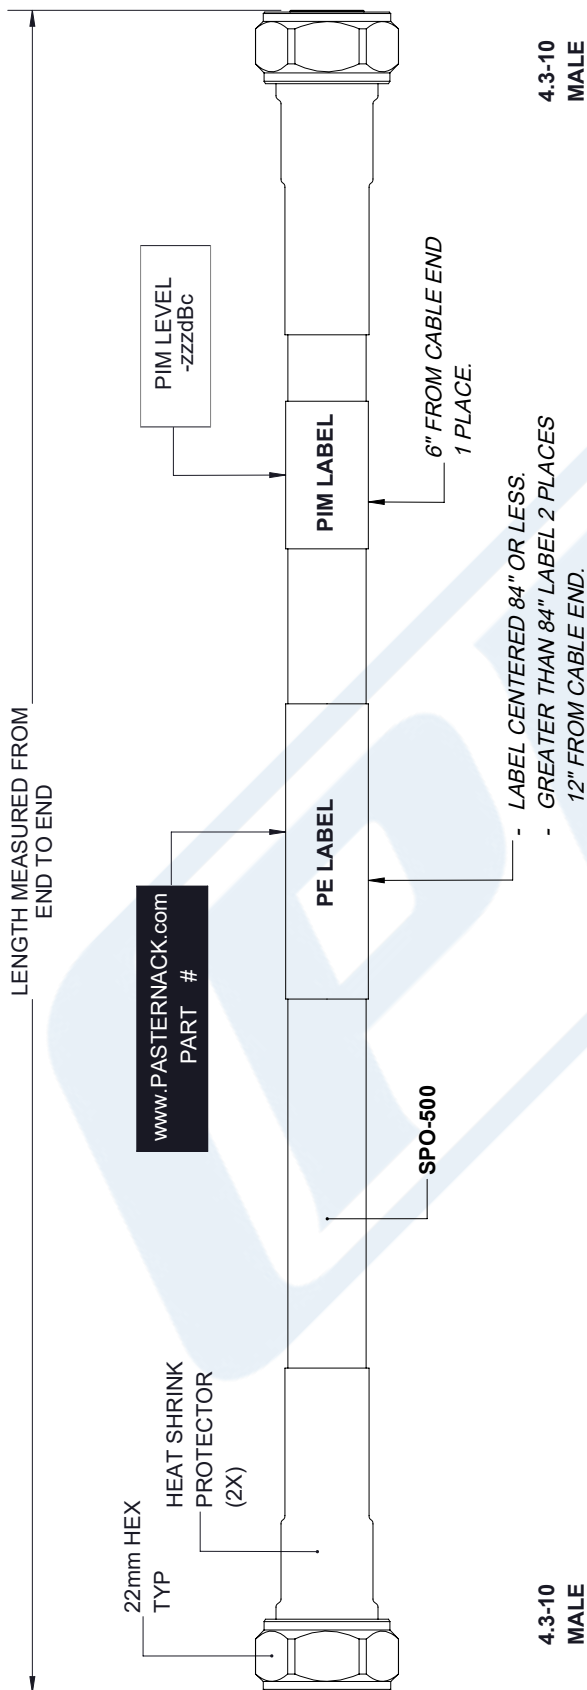 LENGTH MEASURED FROM
END TO END
22mm HEX
TYP
HEAT SHRINK
PROTECTOR
(2X)
www.PASTERNACK.com
PART #
PIM LEVEL
-zzzdBc
PE LABEL
PIM LABEL
SPO-500
6" FROM CABLE END
1 PLACE.
- LABEL CENTERED 84" OR LESS.
- GREATER THAN 84" LABEL 2 PLACES
12" FROM CABLE END.
4.3-10
MALE
4.3-10
MALE